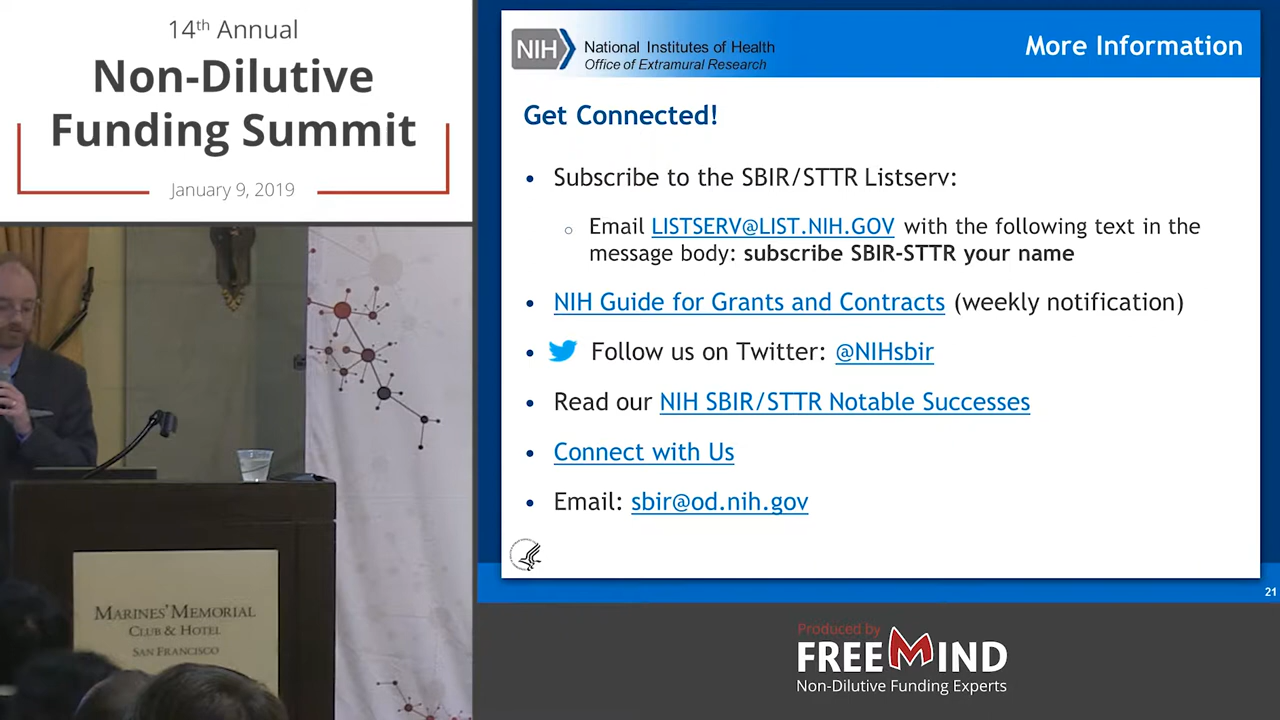 14th Annual
Non-Dilutive
Funding Summit
January 9, 2019
MARINES' MEMORIAL
CLUB & HOTEL
SAN FRANCISCO
NIH
National Institutes of Health
Office of Extramural Research
More Information
Get Connected!
• Subscribe to the SBIR/STTR Listserv:
○ Email LISTSERV@LIST.NIH.GOV with the following text in the
message body: subscribe SBIR-STTR your name
• NIH Guide for Grants and Contracts (weekly notification)
• Follow us on Twitter: @NIHsbir
• Read our NIH SBIR/STTR Notable Successes
• Connect with Us
• Email: sbir@od.nih.gov
21
Produced by
FREEMIND
Non-Dilutive Funding Experts